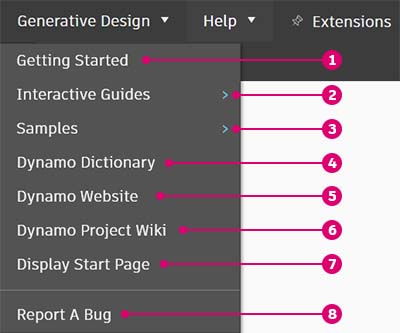 Generative Design Help Extensions
Getting Started 1
Interactive Guides > 2
Samples > 3
Dynamo Dictionary 4
Dynamo Website 5
Dynamo Project Wiki 6
Display Start Page 7
Report A Bug 8